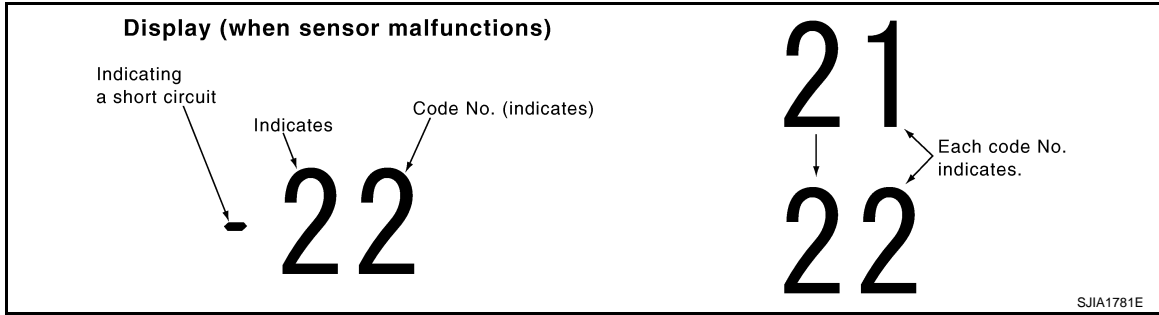 Display (when sensor malfunctions)
Indicating
a short circuit
Indicates
Code No. (indicates)
- 22
21
Each code No.
indicates.
22
SJIA1781E